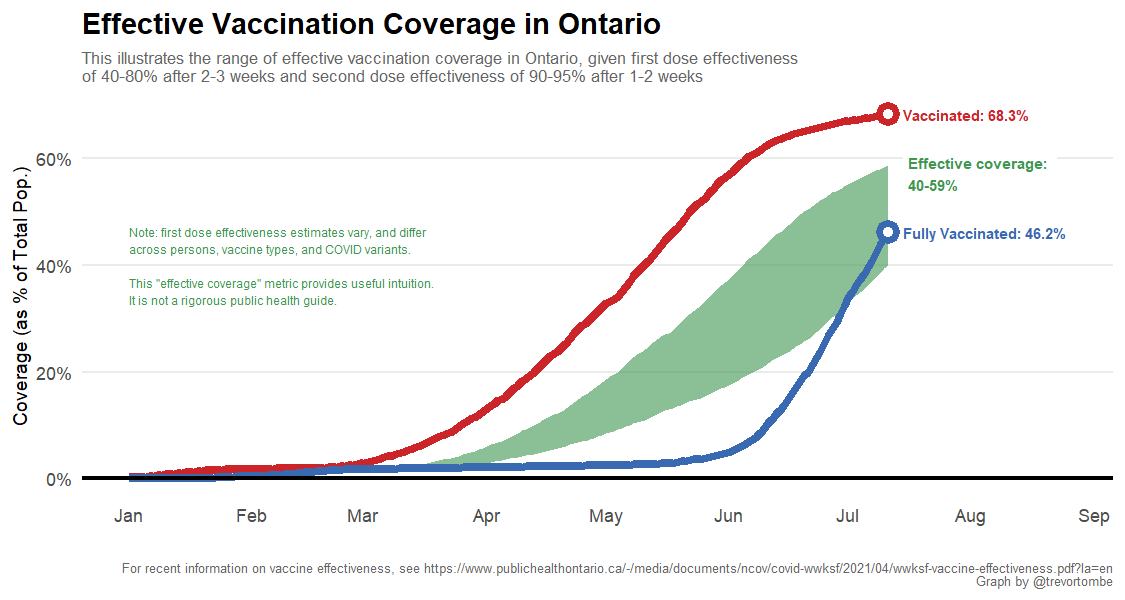 Effective Vaccination Coverage in Ontario
This illustrates the range of effective vaccination coverage in Ontario, given first dose effectiveness
of 40-80% after 2-3 weeks and second dose effectiveness of 90-95% after 1-2 weeks
Vaccinated: 68.3%
Effective coverage:
40-59%
Fully Vaccinated: 46.2%
Note: first dose effectiveness estimates vary, and differ
across persons, vaccine types, and COVID variants.
This "effective coverage" metric provides useful intuition.
It is not a rigorous public health guide.
Coverage (as % of Total Pop.)
60%
40%
20%
0%
Jan Feb Mar Apr May Jun Jul Aug Sep
For recent information on vaccine effectiveness, see https://www.publichealthontario.ca/-/media/documents/ncov/covid-wwksf/2021/04/wwksf-vaccine-effectiveness.pdf?la=en
Graph by @trevortombe